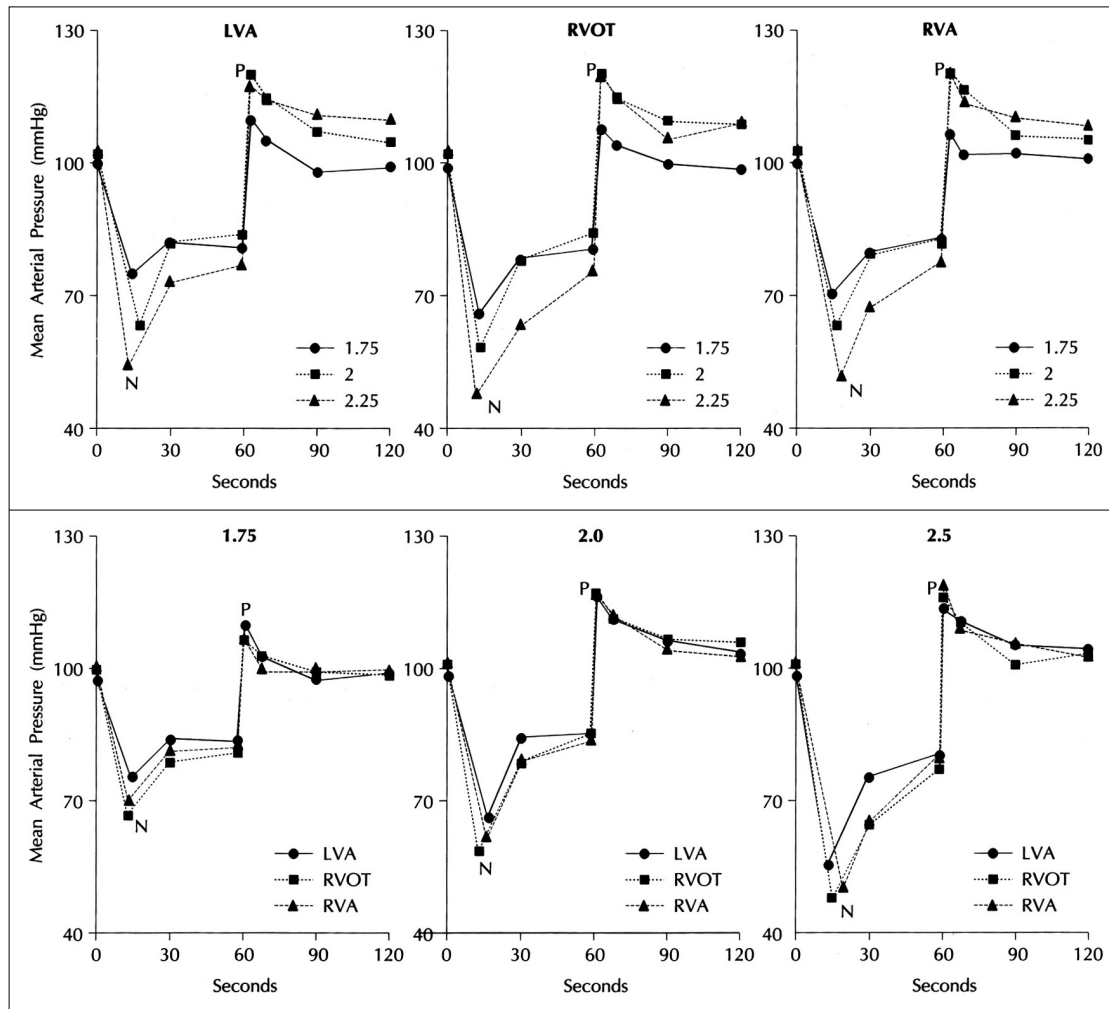 130
100
70
40
Mean Arterial Pressure (mmHg)
LVA
P
N
1.75
2
2.25
0 30 60 90 120
Seconds
130
100
70
40
RVOT
P
N
1.75
2
2.25
0 30 60 90 120
Seconds
130
100
70
40
RVA
P
N
1.75
2
2.25
0 30 60 90 120
Seconds
130
100
70
40
Mean Arterial Pressure (mmHg)
1.75
P
N
LVA
RVOT
RVA
0 30 60 90 120
Seconds
130
100
70
40
2.0
P
N
LVA
RVOT
RVA
0 30 60 90 120
Seconds
130
100
70
40
2.5
P
N
LVA
RVOT
RVA
0 30 60 90 120
Seconds